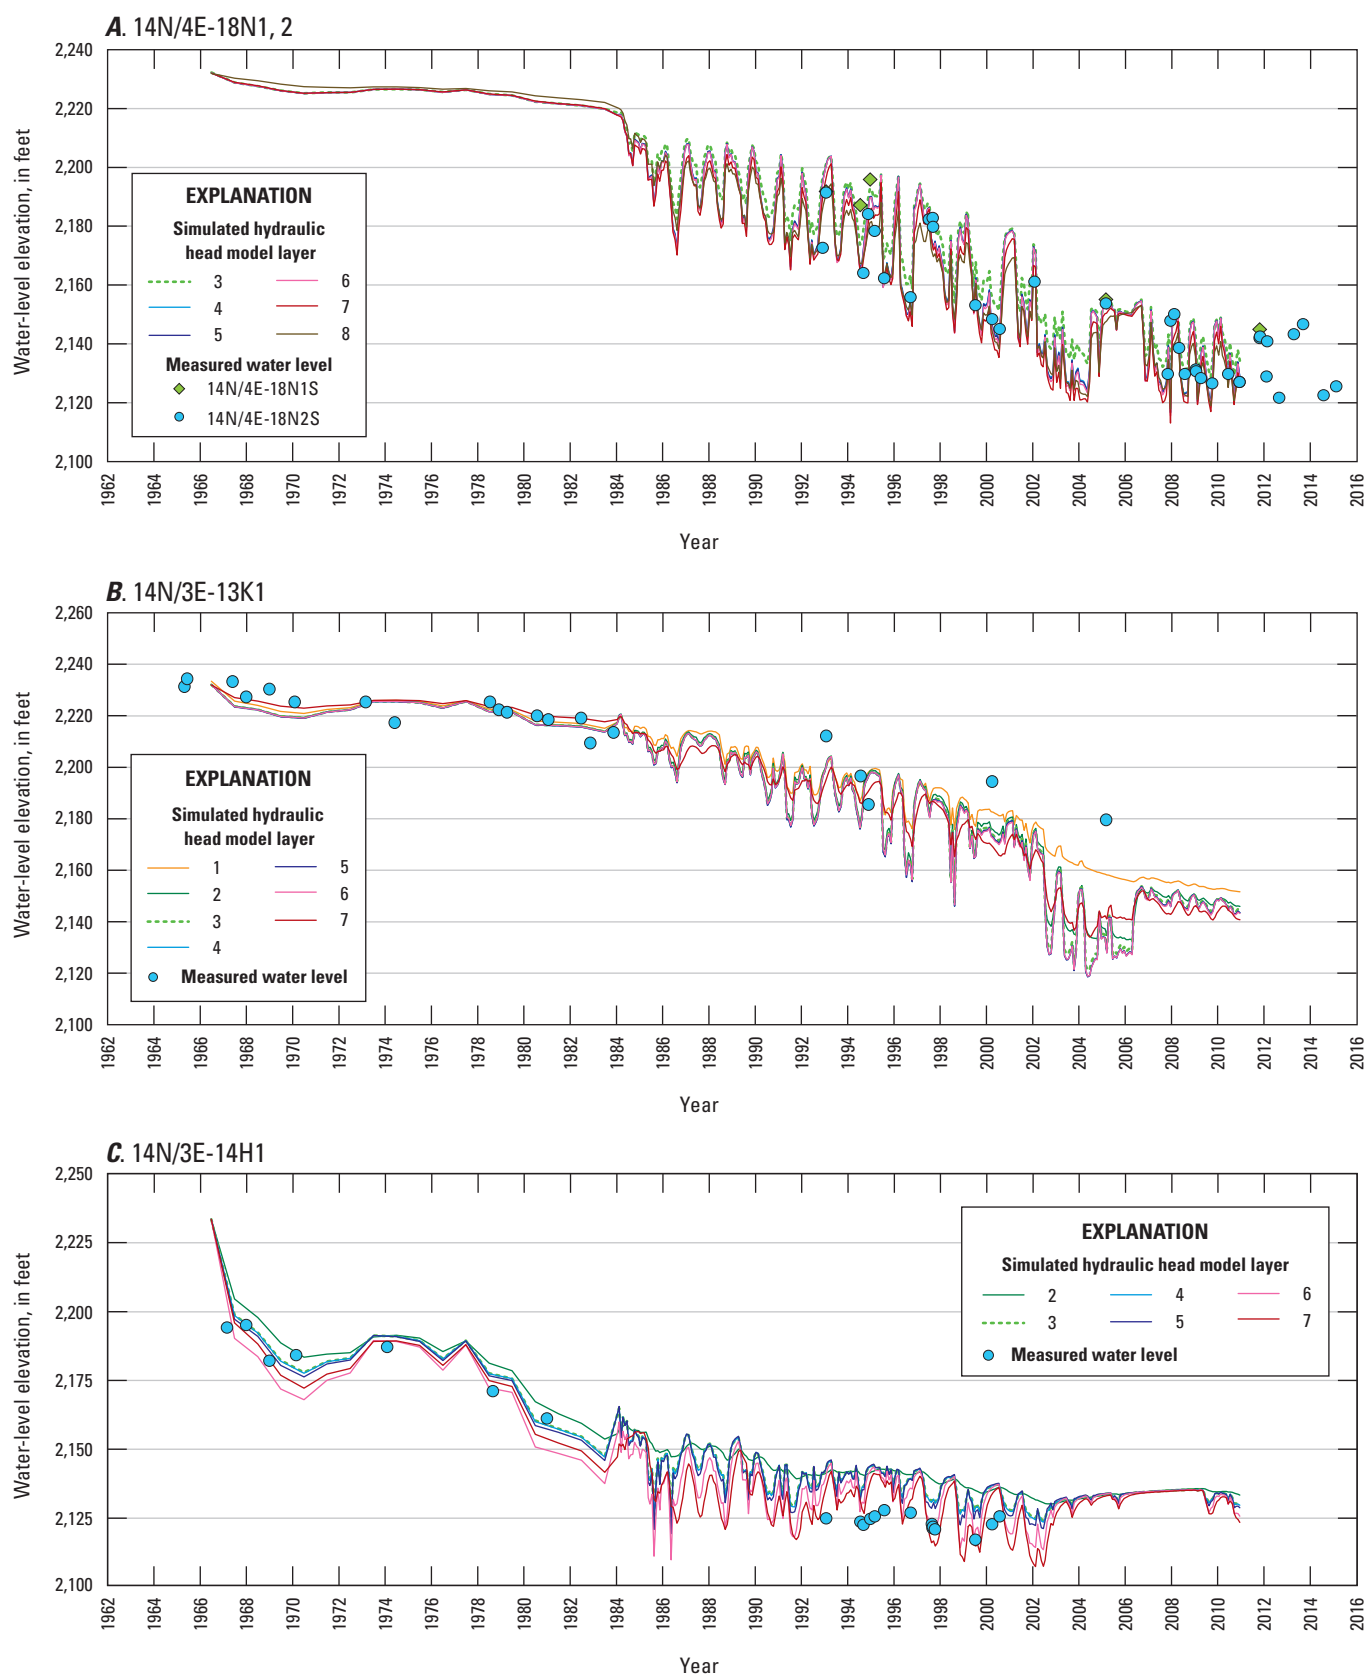 A. 14N/4E-18N1, 2
Water-level elevation, in feet
2,240
2,220
2,200
2,180
2,160
2,140
2,120
2,100
EXPLANATION
Simulated hydraulic
head model layer
3 6
4 7
5 8
Measured water level
14N/4E-18N1S
14N/4E-18N2S
1962 1964 1966 1968 1970 1972 1974 1976 1978 1980 1982 1984 1986 1988 1990 1992 1994 1996 1998 2000 2002 2004 2006 2008 2010 2012 2014 2016
Year
B. 14N/3E-13K1
Water-level elevation, in feet
2,260
2,240
2,220
2,200
2,180
2,160
2,140
2,120
2,100
EXPLANATION
Simulated hydraulic
head model layer
1 5
2 6
3 7
4
Measured water level
1962 1964 1966 1968 1970 1972 1974 1976 1978 1980 1982 1984 1986 1988 1990 1992 1994 1996 1998 2000 2002 2004 2006 2008 2010 2012 2014 2016
Year
C. 14N/3E-14H1
Water-level elevation, in feet
2,250
2,225
2,200
2,175
2,150
2,125
2,100
EXPLANATION
Simulated hydraulic head model layer
2 4 6
3 5 7
Measured water level
1962 1964 1966 1968 1970 1972 1974 1976 1978 1980 1982 1984 1986 1988 1990 1992 1994 1996 1998 2000 2002 2004 2006 2008 2010 2012 2014 2016
Year